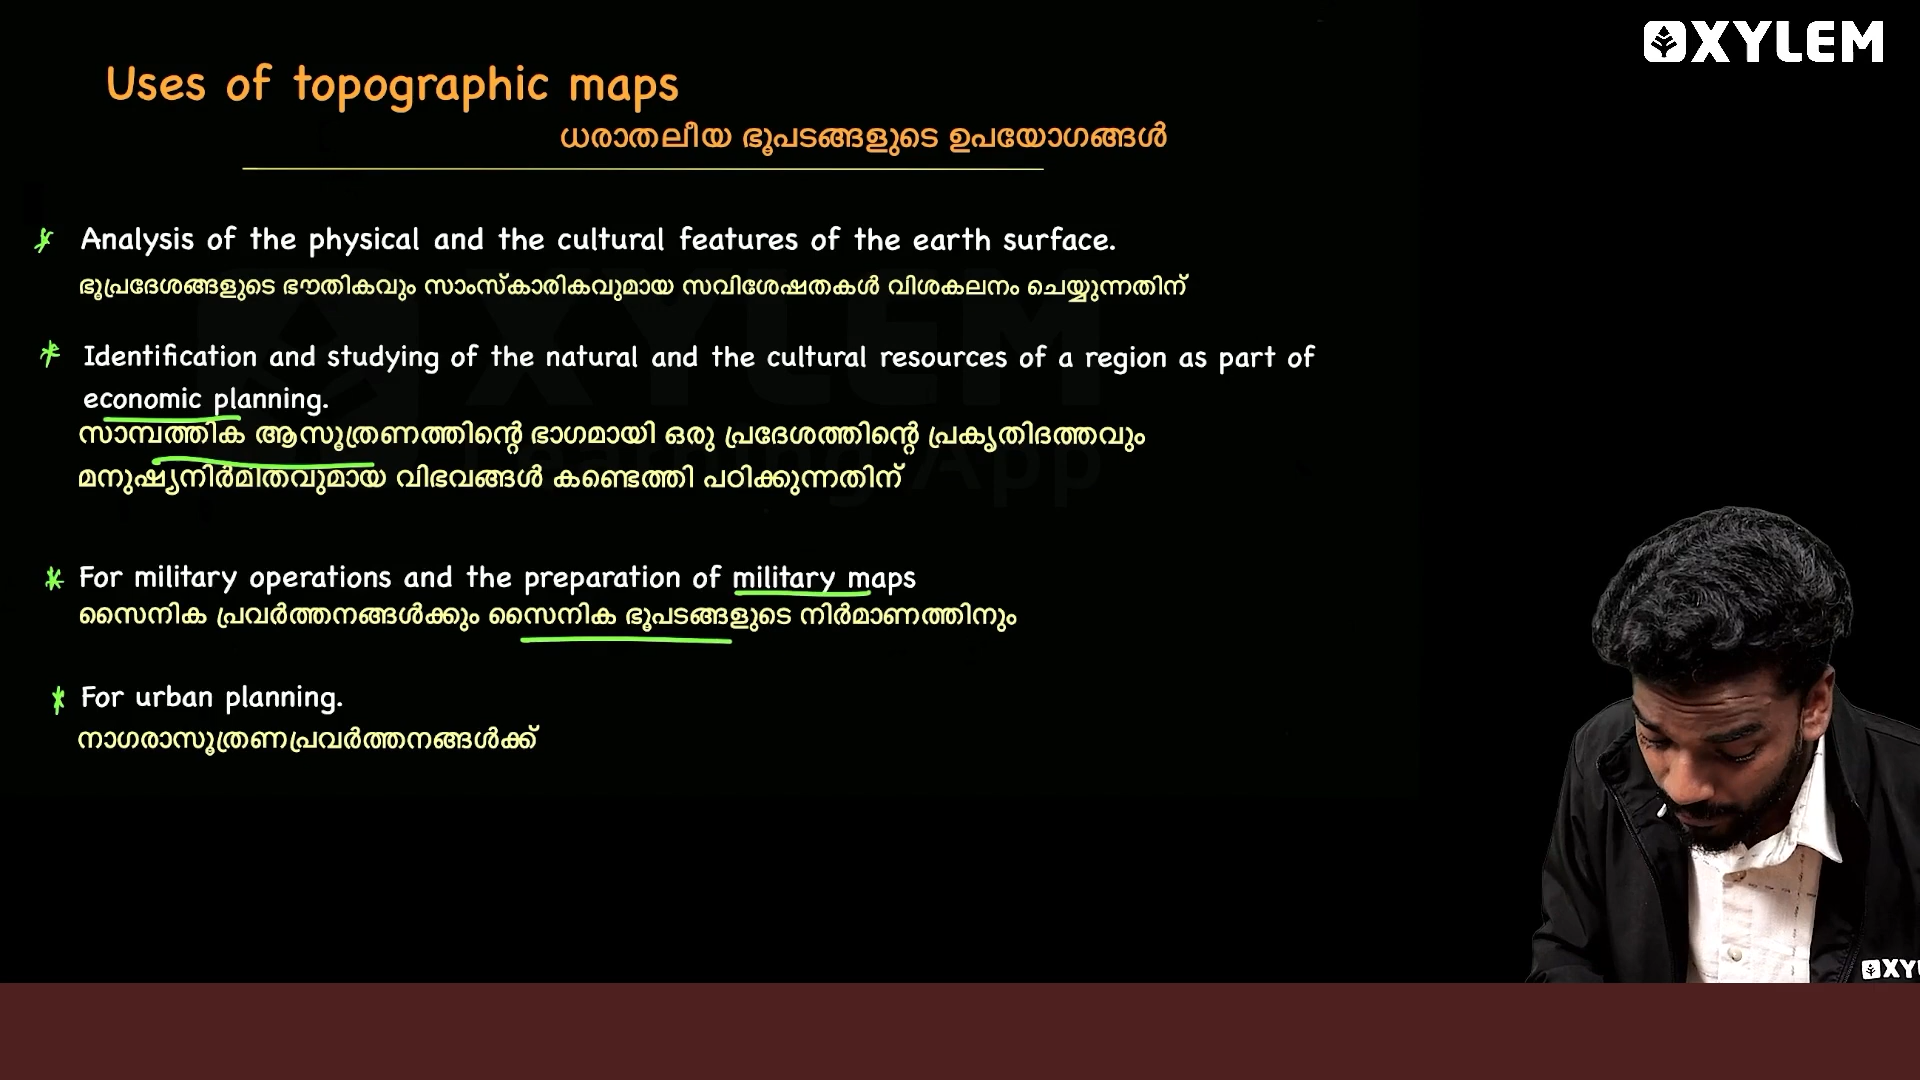 XYLEM
Uses of topographic maps
ധരാതലീയ ഭൂപടങ്ങളുടെ ഉപയോഗങ്ങൾ
Analysis of the physical and the cultural features of the earth surface.
ഭൂപ്രദേശങ്ങളുടെ ഭൗതികവും സാംസ്കാരികവുമായ സവിശേഷതകൾ വിശകലനം ചെയ്യുന്നതിന്
Identification and studying of the natural and the cultural resources of a region as part of
economic planning.
സാമ്പത്തിക ആസൂത്രണത്തിന്റെ ഭാഗമായി ഒരു പ്രദേശത്തിന്റെ പ്രകൃതിദത്തവും
മനുഷ്യനിർമിതവുമായ വിഭവങ്ങൾ കണ്ടെത്തി പഠിക്കുന്നതിന്
XYLEM
Learning App
For military operations and the preparation of military maps
സൈനിക പ്രവർത്തനങ്ങൾക്കും സൈനിക ഭൂപടങ്ങളുടെ നിർമാണത്തിനും
For urban planning.
നാഗരാസൂത്രണപ്രവർത്തനങ്ങൾക്ക്